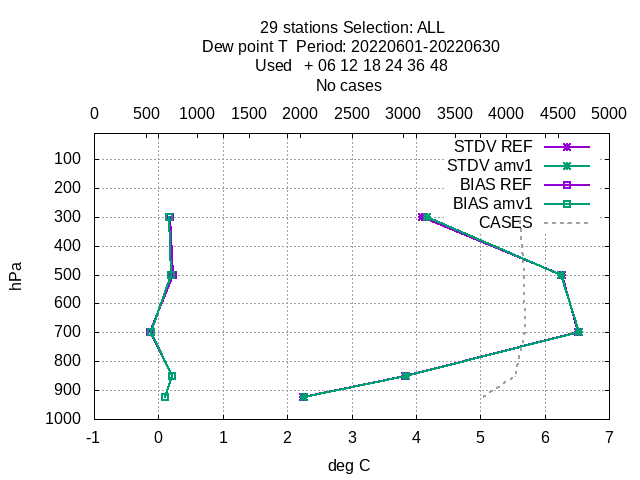 29 stations Selection: ALL
Dew point T  Period: 20220601-20220630
Used   + 06 12 18 24 36 48
No cases
0 500 1000 1500 2000 2500 3000 3500 4000 4500 5000
STDV REF
STDV amv1
BIAS REF
BIAS amv1
CASES
100
200
300
400
500
600
700
800
900
1000
hPa
-1 0 1 2 3 4 5 6 7
deg C